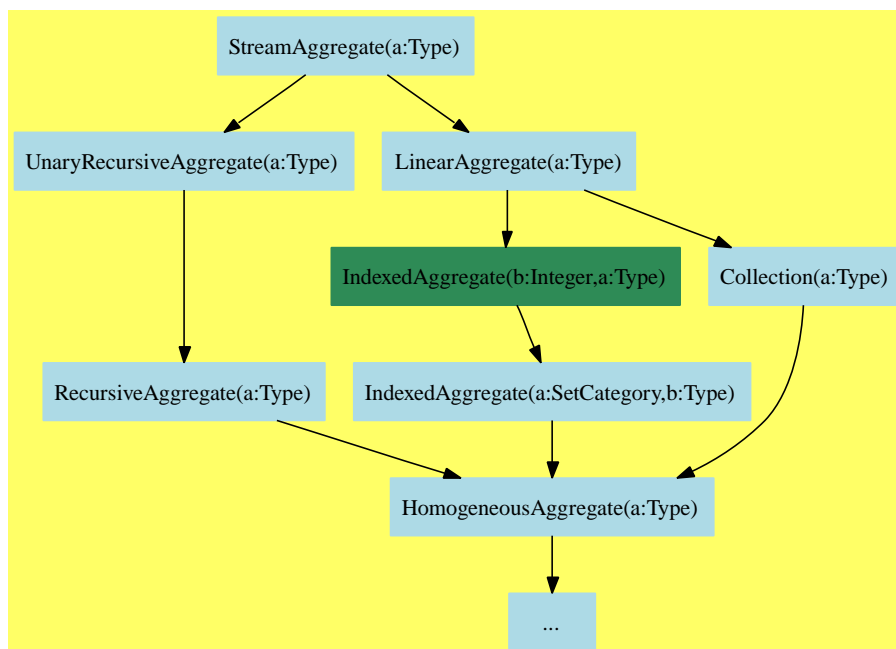 StreamAggregate(a:Type)
UnaryRecursiveAggregate(a:Type)
LinearAggregate(a:Type)
IndexedAggregate(b:Integer,a:Type)
Collection(a:Type)
RecursiveAggregate(a:Type)
IndexedAggregate(a:SetCategory,b:Type)
HomogeneousAggregate(a:Type)
...